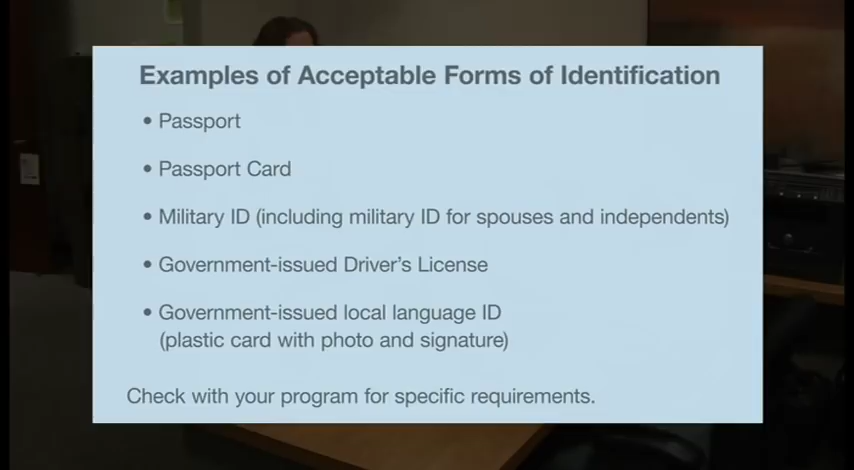 Examples of Acceptable Forms of Identification
• Passport
• Passport Card
• Military ID (including military ID for spouses and independents)
• Government-issued Driver's License
• Government-issued local language ID
(plastic card with photo and signature)
Check with your program for specific requirements.